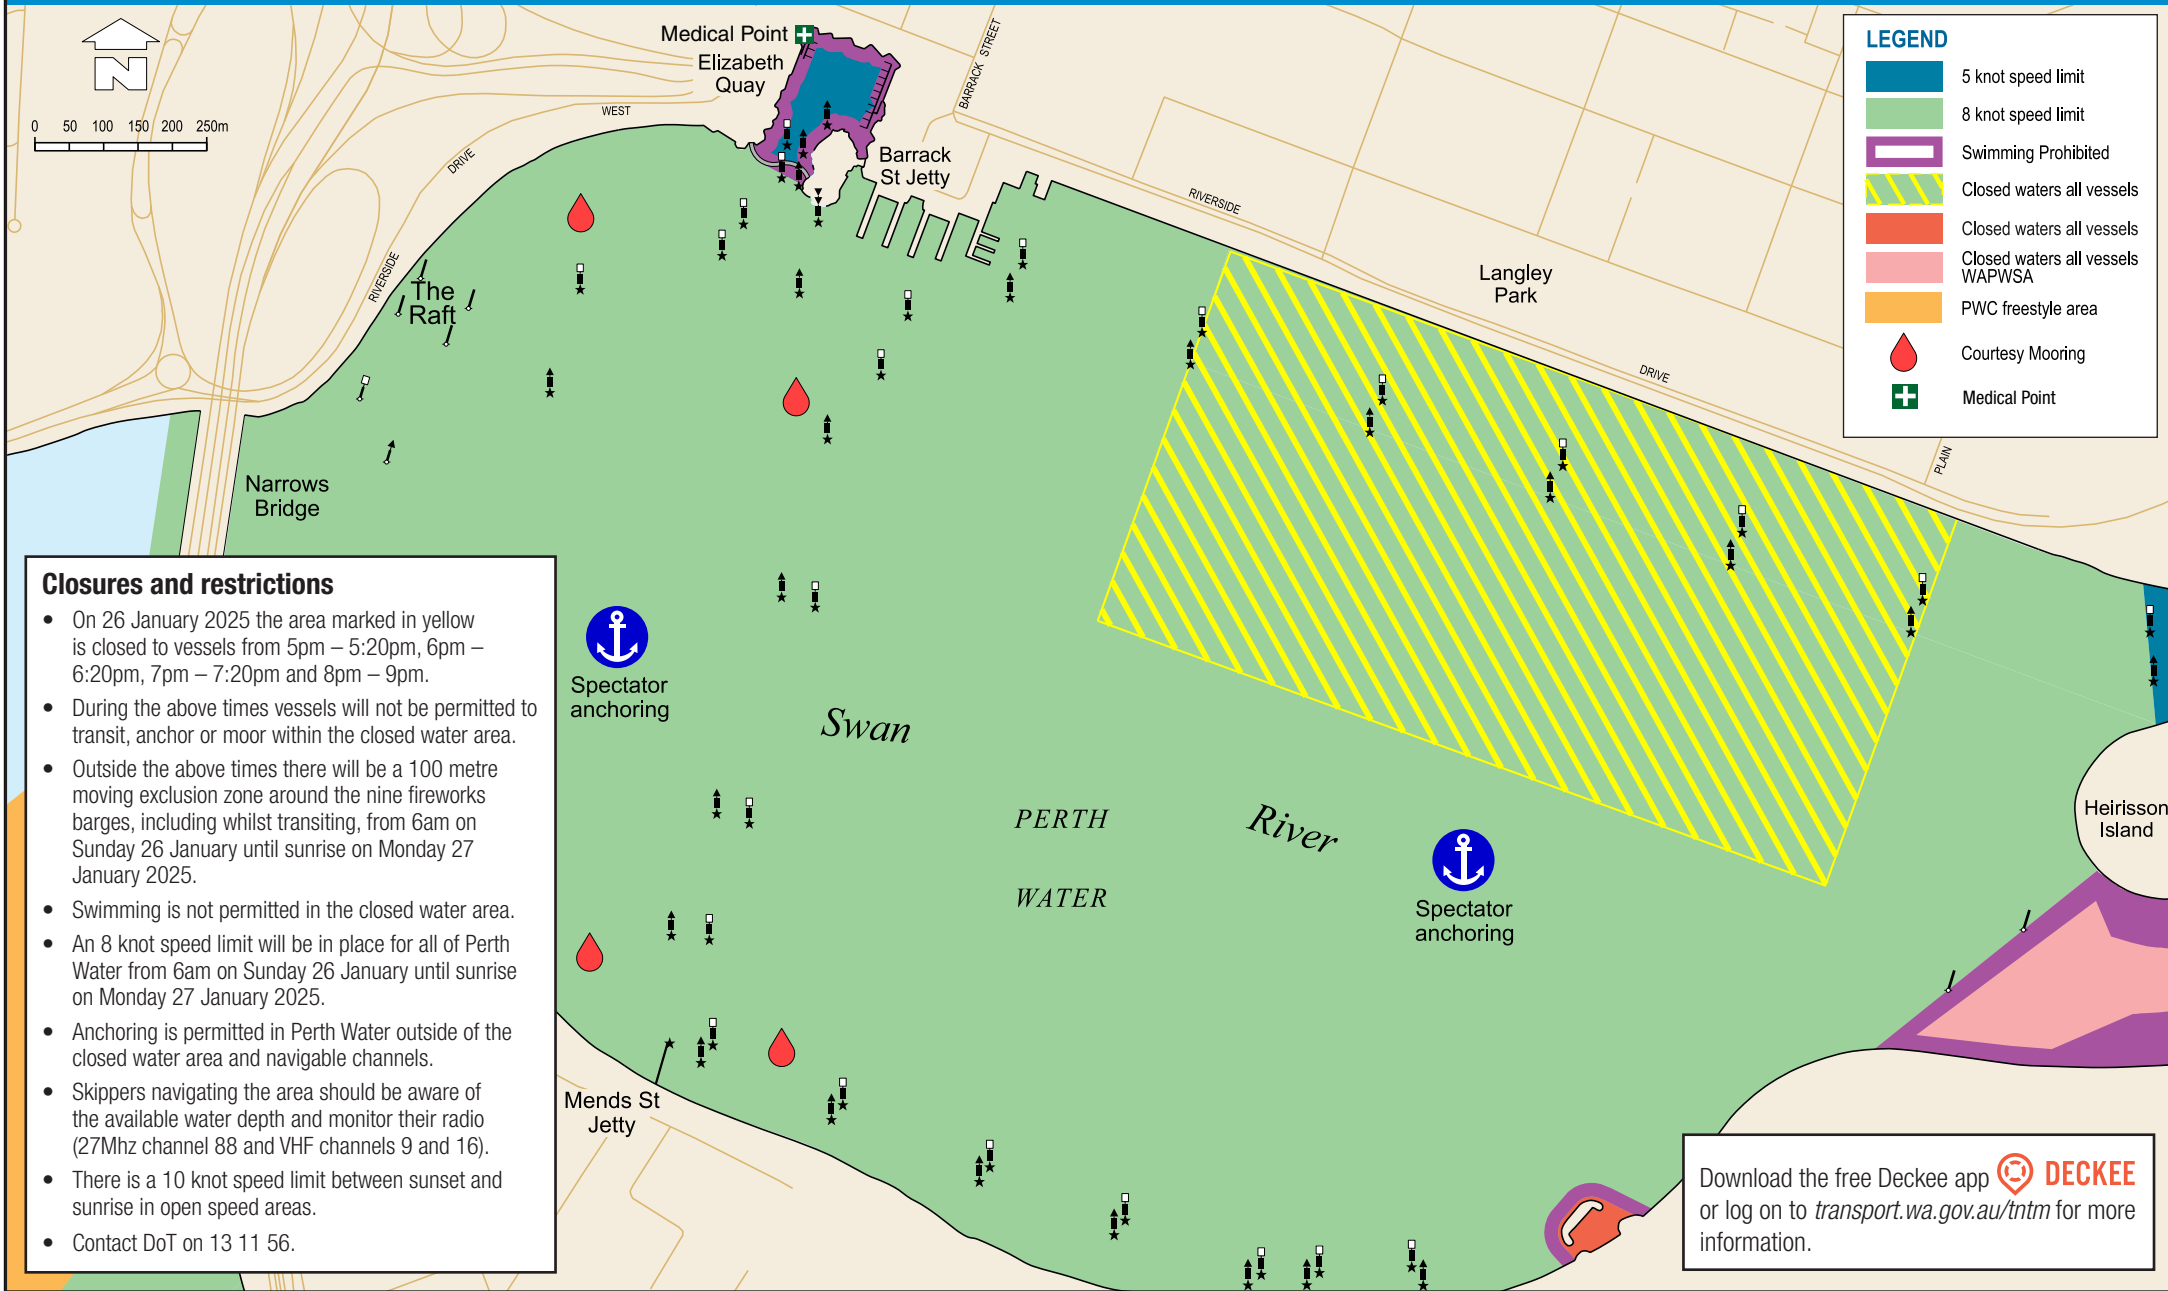 Medical Point
Elizabeth
Quay
N
0 50 100 150 200 250m
WEST
BARRACK STREET
DRIVE
RIVERSIDE
Barrack
St Jetty
RIVERSIDE
Langley
Park
DRIVE
PLAIN
The
Raft
Narrows
Bridge
LEGEND
5 knot speed limit
8 knot speed limit
Swimming Prohibited
Closed waters all vessels
Closed waters all vessels
Closed waters all vessels
WAPWSA
PWC freestyle area
Courtesy Mooring
Medical Point
Closures and restrictions
• On 26 January 2025 the area marked in yellow
is closed to vessels from 5pm – 5:20pm, 6pm –
6:20pm, 7pm – 7:20pm and 8pm – 9pm.
• During the above times vessels will not be permitted to
transit, anchor or moor within the closed water area.
• Outside the above times there will be a 100 metre
moving exclusion zone around the nine fireworks
barges, including whilst transiting, from 6am on
Sunday 26 January until sunrise on Monday 27
January 2025.
• Swimming is not permitted in the closed water area.
• An 8 knot speed limit will be in place for all of Perth
Water from 6am on Sunday 26 January until sunrise
on Monday 27 January 2025.
• Anchoring is permitted in Perth Water outside of the
closed water area and navigable channels.
• Skippers navigating the area should be aware of
the available water depth and monitor their radio
(27Mhz channel 88 and VHF channels 9 and 16).
• There is a 10 knot speed limit between sunset and
sunrise in open speed areas.
• Contact DoT on 13 11 56.
Spectator
anchoring
Swan
River
PERTH
WATER
Spectator
anchoring
Heirisson
Island
Mends St
Jetty
Download the free Deckee app DECKEE
or log on to transport.wa.gov.au/tntm for more
information.